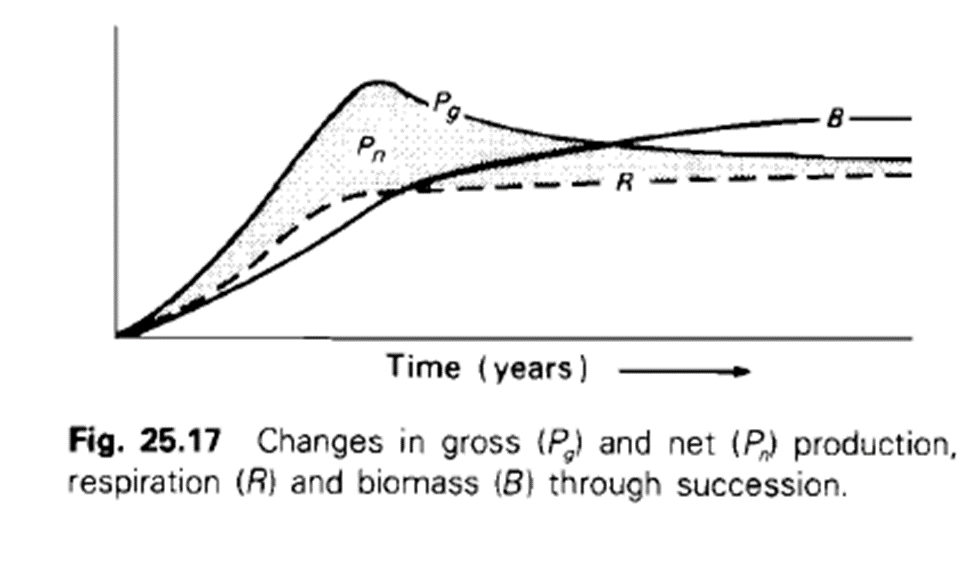 Pg
B
Pn
R
Time (years)
Fig. 25.17 Changes in gross (Pg) and net (Pn) production,
respiration (R) and biomass (B) through succession.